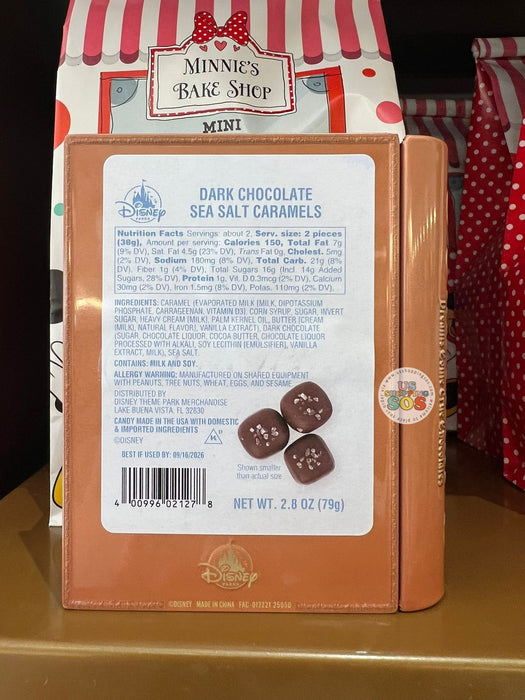 MINNIE'S
BAKE SHOP
MINI
Disney
PARKS
DARK CHOCOLATE
SEA SALT CARAMELS
Nutrition Facts Servings: about 2, Serv. size: 2 pieces
(38g), Amount per serving: Calories 150, Total Fat 7g
(9% DV), Sat. Fat 4.5g (23% DV), Trans Fat 0g, Cholest. 5mg
(2% DV), Sodium 180mg (8% DV), Total Carb. 21g (8%
DV), Fiber 1g (4% DV), Total Sugars 16g (Incl. 14g Added
Sugars, 28% DV), Protein 1g, Vit. D 0.3mcg (2% DV), Calcium
30mg (2% DV), Iron 1.5mg (8% DV), Potas. 110mg (2% DV).
INGREDIENTS: CARAMEL (EVAPORATED MILK [MILK, DIPOTASSIUM
PHOSPHATE, CARRAGEENAN, VITAMIN D3], CORN SYRUP, SUGAR, INVERT
SUGAR, HEAVY CREAM [MILK], PALM KERNEL OIL, BUTTER [CREAM
(MILK), NATURAL FLAVOR], VANILLA EXTRACT), DARK CHOCOLATE
(SUGAR, CHOCOLATE LIQUOR, COCOA BUTTER, CHOCOLATE LIQUOR
PROCESSED WITH ALKALI, SOY LECITHIN [EMULSIFIER], VANILLA
EXTRACT, MILK), SEA SALT.
CONTAINS: MILK AND SOY.
ALLERGY WARNING: MANUFACTURED ON SHARED EQUIPMENT
WITH PEANUTS, TREE NUTS, WHEAT, EGGS, AND SESAME
DISTRIBUTED BY
DISNEY THEME PARK MERCHANDISE
LAKE BUENA VISTA, FL 32830
CANDY MADE IN THE USA WITH DOMESTIC
& IMPORTED INGREDIENTS
©DISNEY
K D
BEST IF USED BY: 09/16/2026
Shown smaller
than actual size
4 00996 02127 8
NET WT. 2.8 OZ (79g)
Disney
PARKS
©DISNEY MADE IN CHINA
US
SHOPPING
SOS